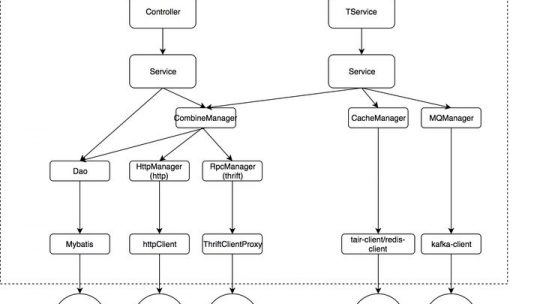 Controller
TService
Service
Service
CombineManager
CacheManager
MQManager
Dao
HttpManager
(http)
RpcManager
(thrift)
Mybatis
httpClient
ThriftClientProxy
tair-client/redis-
client
kafka-client